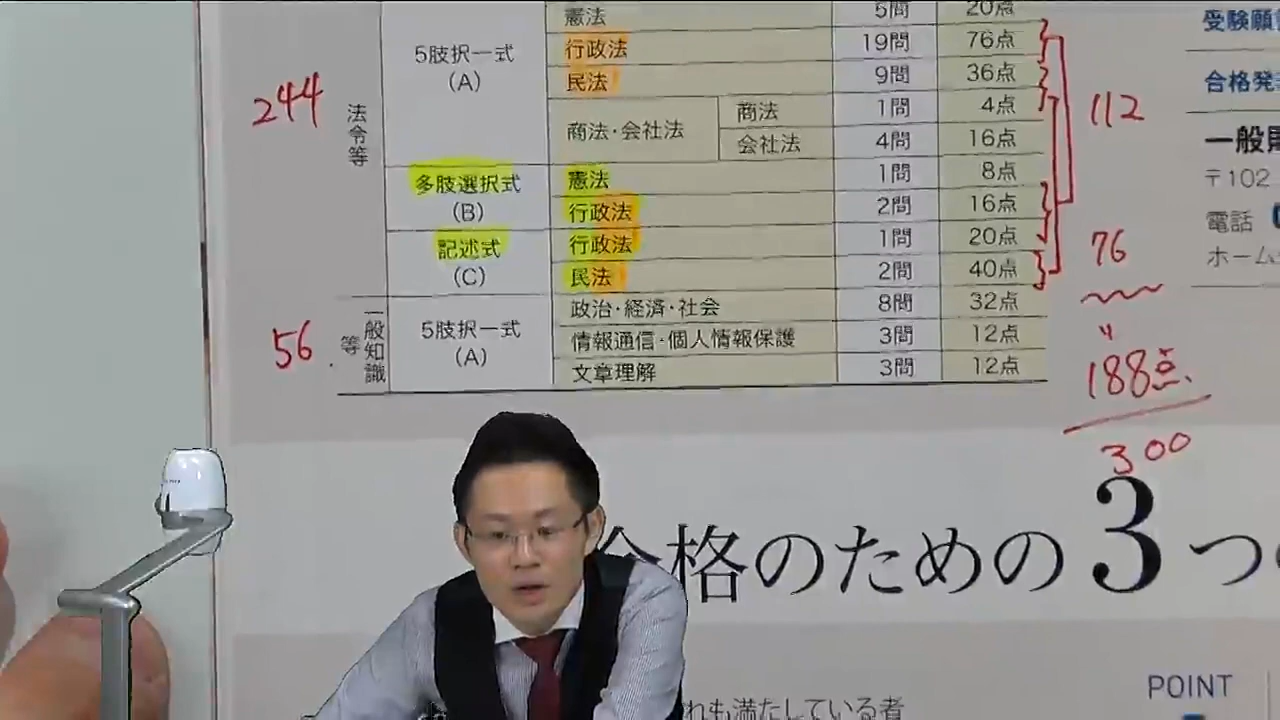 憲法 5問 20点
5肢択一式 行政法 19問 76点
(A) 民法 9問 36点
商法・会社法 商法 1問 4点
会社法 4問 16点
法令等
244
多肢選択式 憲法 1問 8点
(B) 行政法 2問 16点
記述式 行政法 1問 20点
(C) 民法 2問 40点
一般知識等
56
5肢択一式 政治・経済・社会 8問 32点
(A) 情報通信・個人情報保護 3問 12点
文章理解 3問 12点
112
76
188点.
300
受験願
合格発
一般財
〒102
電話
ホーム
合格のための3つ
POINT
れも満たしている者